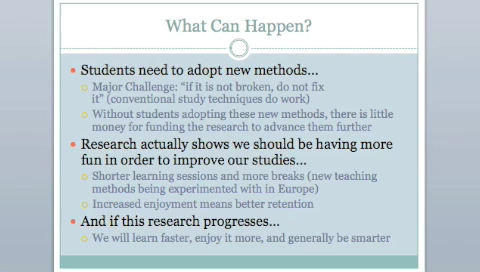 What Can Happen?
Students need to adopt new methods…
Major Challenge: "if it is not broken, do not fix
it" (conventional study techniques do work)
Without students adopting these new methods, there is little
money for funding the research to advance them further
Research actually shows we should be having more
fun in order to improve our studies…
Shorter learning sessions and more breaks (new teaching
methods being experimented with in Europe)
Increased enjoyment means better retention
And if this research progresses…
We will learn faster, enjoy it more, and generally be smarter